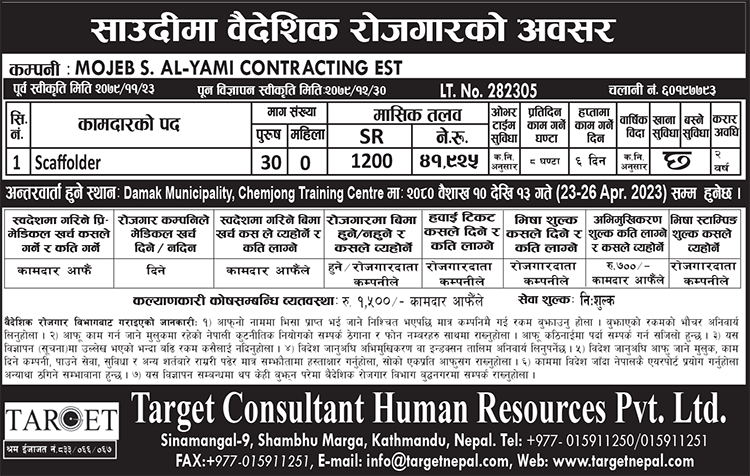 साउदीमा वैदेशिक रोजगारको अवसर
कम्पनी : MOJEB S. AL-YAMI CONTRACTING EST
पूर्व स्वीकृति मिति २०७९/११/२३ पून विज्ञापन स्वीकृति मिति:२०७९/१२/३० LT. No. 282305 चलानी नं. ६०१९७७९३
सि. नं. कामदारको पद माग संख्या पुरुष महिला मासिक तलव SR ने.रु. ओभर टाईम सुविधा प्रतिदिन काम गर्ने घण्टा हप्तामा काम गर्ने दिन वार्षिक विदा खाना सुविधा बस्ने सुविधा करार अवधि
1 Scaffolder 30 0 1200 ४१,९२५ क.नि. अनुसार ८ घण्टा ६ दिन क.नि. अनुसार छ २ वर्ष
अन्तरवार्ता हुने स्थान: Damak Municipality, Chemjong Training Centre मा: २०८० वैशाख १० देखि १३ गते (23-26 Apr. 2023) सम्म हुनेछ ।
स्वदेशमा गरिने प्रि-मेडिकल खर्च कसले गर्ने र कति गर्ने रोजगार कम्पनिले मेडिकल खर्च दिने / नदिने स्वदेशमा गरिने बिमा खर्च कस ले व्यहोर्ने र कति लाग्ने रोजगारमा बिमा हुने/नहुने र कसले व्यहोर्ने हवाई टिकट कसले दिने र कति लाग्ने भिषा शुल्क कसले दिने र कति लाग्ने अभिमुखिकरण शुल्क कति लाग्ने र कसले व्यहोर्ने भिषा स्टाम्पिङ शुल्क कसले व्यहोर्ने
कामदार आफैं दिने कामदार आफैंले हुने/ रोजगारदाता कम्पनीले रोजगारदाता कम्पनीले रोजगारदाता कम्पनीले रु.७००/- कामदार आफैंले रोजगारदाता कम्पनीले
कल्याणकारी कोषसम्बन्धि व्यवस्था: रु. १,५००/- कामदार आफैंले सेवा शुल्क: नि:शुल्क
वैदेशिक रोजगार विभागबाट गराइएको जानकारी: १) आफूनो नाममा भिसा प्राप्त भई जाने निश्चित भएपछि मात्र कम्पनिमै गई रकम बुझाउनु होला । बुझाएको रकमको भौचर अनिवार्य
लिनुहोला । २) आफू काम गर्न जाने मुलुकमा रहेको नेपाली कुटनीतिक नियोगको सम्पर्क ठेगाना र फोन नम्बरहरु साथमा राख्नुहोला । आफू कठिनाईमा पर्दा सम्पर्क गर्न सजिलो हुन्छ । ३) यस
विज्ञापन (सूचना)मा उल्लेख भएको भन्दा बढि रकम कसैलाई नदिनुहोला । ४) विदेश जानुअघि अभिमुखिकरण वा इन्डक्सन तालिम अनिवार्य लिनुपर्नेछ । ५) विदेश जानुअघि आफू जाने मुलुक, काम
दिने कम्पनी, पाउने सेवा, सुविधा र अन्य शर्तबारे राम्ररी पढेर मात्र सम्झौतामा हस्ताक्षर गर्नुहोला, सोको एकप्रति आफूसंग राख्नुहोला । ६) काममा विदेश जाँदा नेपालकै एयरपोर्ट प्रयोग गर्नुहोला
अन्यथा ठगिने सम्भावाना हुन्छ । ७) यस विज्ञापन सम्बन्धमा थप केही बुझ्न परेमा वैदेशिक रोजगार विभाग बुद्धनगरमा सम्पर्क राख्नुहोला ।
TARGET
श्रम ईजाजत नं.८३३/०६६/०६७
Target Consultant Human Resources Pvt. Ltd.
Sinamangal-9, Shambhu Marga, Kathmandu, Nepal. Tel: +977- 015911250/015911251
FAX:+977-015911251, E-mail: info@targetnepal.com, Web: www.targetnepal.com